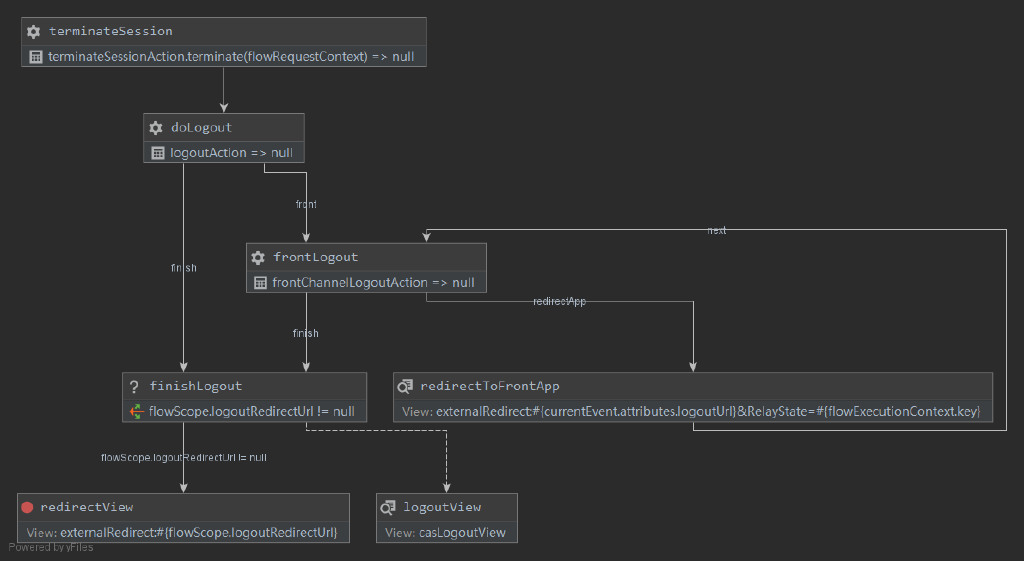 terminateSession
terminateSessionAction.terminate(flowRequestContext) => null
doLogout
logoutAction => null
front
next
frontLogout
finish
frontChannelLogoutAction => null
redirectApp
finish
finishLogout
redirectToFrontApp
flowScope.logoutRedirectUrl != null
View: externalRedirect:#{currentEvent.attributes.logoutUrl}&RelayState=#{flowExecutionContext.key}
flowScope.logoutRedirectUrl != null
redirectView
logoutView
View: externalRedirect:#{flowScope.logoutRedirectUrl}
View: casLogoutView
Powered by yFiles